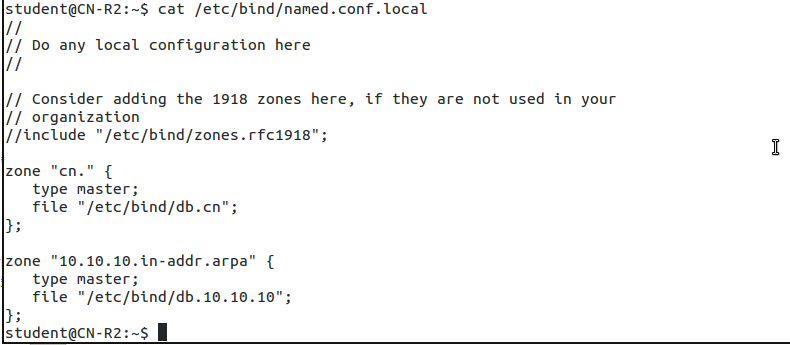 student@CN-R2:~$ cat /etc/bind/named.conf.local
//
// Do any local configuration here
//

// Consider adding the 1918 zones here, if they are not used in your
// organization
//include "/etc/bind/zones.rfc1918";

zone "cn." {
   type master;
   file "/etc/bind/db.cn";
};

zone "10.10.10.in-addr.arpa" {
   type master;
   file "/etc/bind/db.10.10.10";
};
student@CN-R2:~$